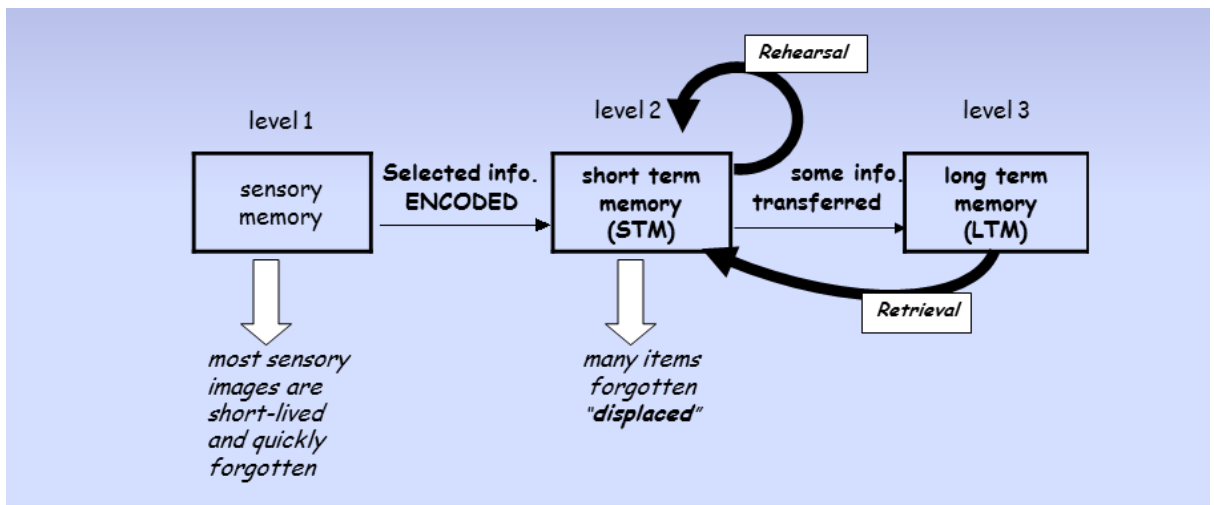 Rehearsal
level 1
level 2
level 3
sensory
memory
Selected info.
ENCODED
short term
memory
(STM)
some info.
transferred
long term
memory
(LTM)
Retrieval
most sensory
images are
short-lived
and quickly
forgotten
many items
forgotten
"displaced"